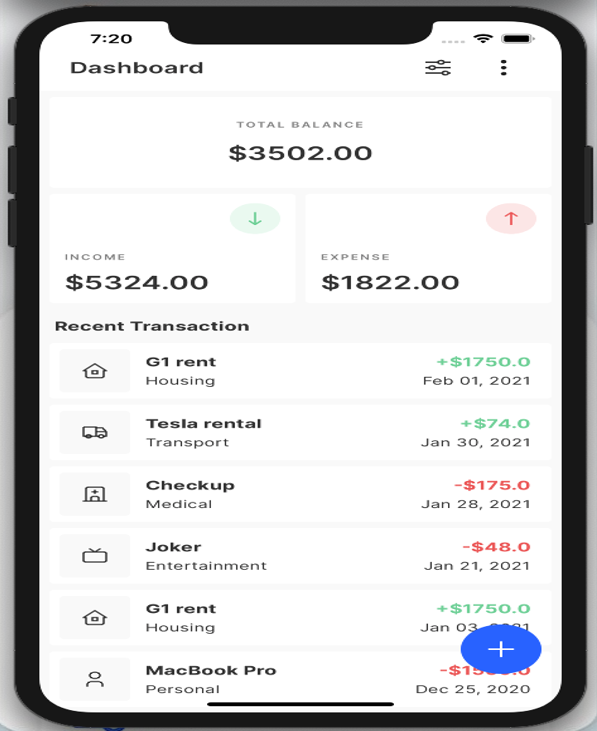 7:20
Dashboard
TOTAL BALANCE
$3502.00
INCOME
$5324.00
EXPENSE
$1822.00
Recent Transaction
G1 rent
+$1750.0
Housing
Feb 01, 2021
Tesla rental
+$74.0
Transport
Jan 30, 2021
Checkup
-$175.0
Medical
Jan 28, 2021
Joker
-$48.0
Entertainment
Jan 21, 2021
G1 rent
+$1750.0
Housing
Jan 03,
MacBook Pro
Personal
Dec 25, 2020